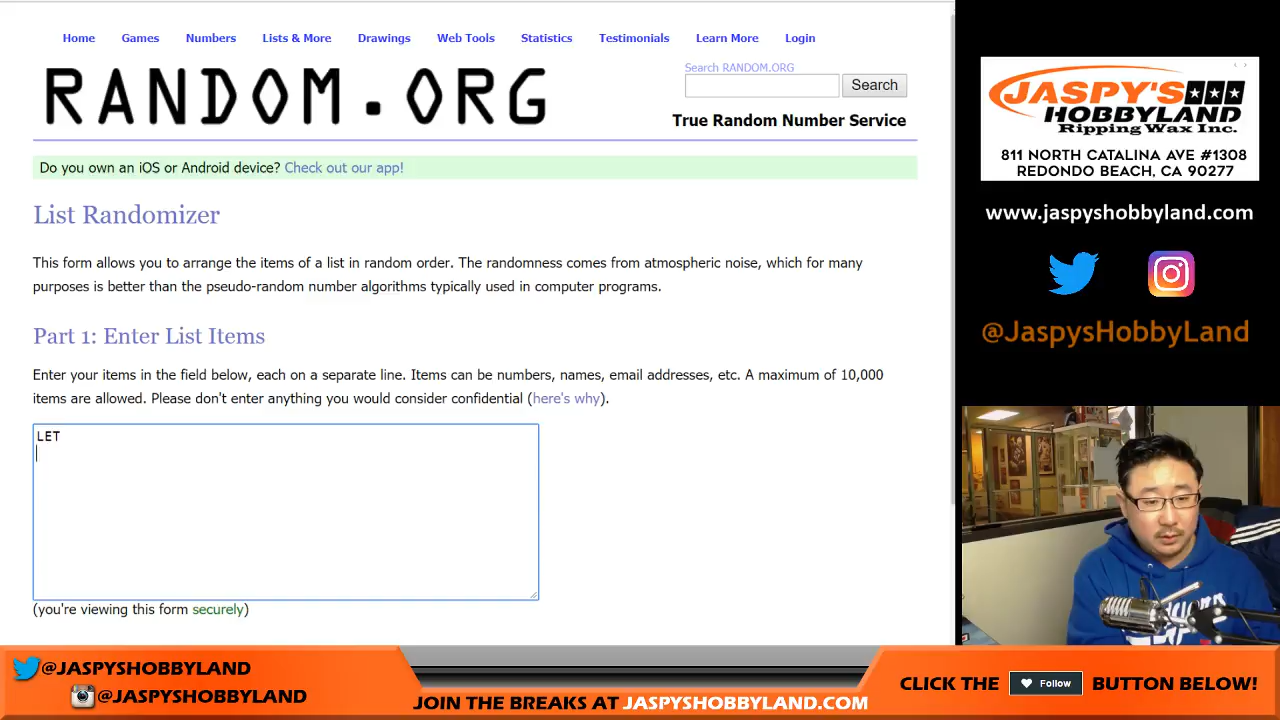 Home Games Numbers Lists & More Drawings Web Tools Statistics Testimonials Learn More Login
RANDOM.ORG
Search RANDOM.ORG
Search
True Random Number Service
Do you own an iOS or Android device? Check out our app!
List Randomizer
This form allows you to arrange the items of a list in random order. The randomness comes from atmospheric noise, which for many
purposes is better than the pseudo-random number algorithms typically used in computer programs.
Part 1: Enter List Items
Enter your items in the field below, each on a separate line. Items can be numbers, names, email addresses, etc. A maximum of 10,000
items are allowed. Please don't enter anything you would consider confidential (here's why).
LET
(you're viewing this form securely)
JASPY'S
HOBBYLAND
Ripping Wax Inc.
811 NORTH CATALINA AVE #1308
REDONDO BEACH, CA 90277
www.jaspyshobbyland.com
@JaspysHobbyLand
@JASPYSHOBBYLAND
@JASPYSHOBBYLAND
JOIN THE BREAKS AT JASPYSHOBBYLAND.COM
CLICK THE Follow BUTTON BELOW!